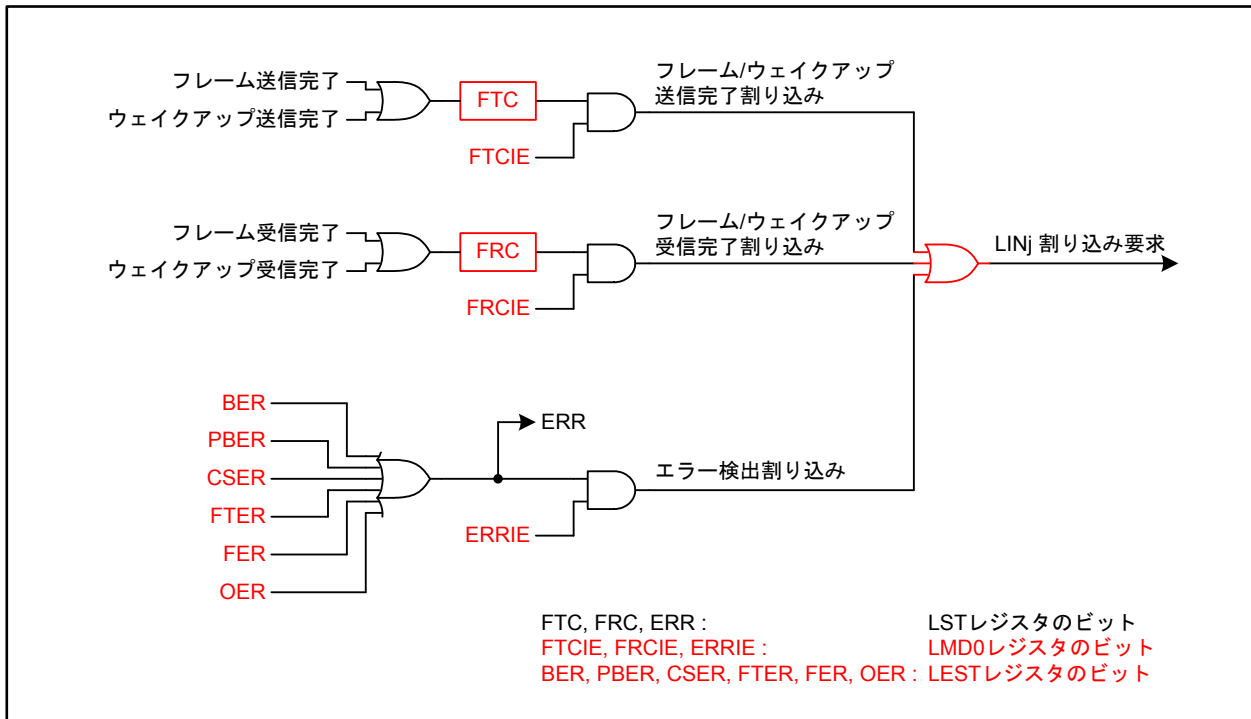 フレーム送信完了
ウェイクアップ送信完了
FTC
FTCIE
フレーム/ウェイクアップ
送信完了割り込み
フレーム受信完了
ウェイクアップ受信完了
FRC
FRCIE
フレーム/ウェイクアップ
受信完了割り込み
LINj 割り込み要求
BER
PBER
CSER
FTER
FER
OER
ERR
ERRIE
エラー検出割り込み
FTC, FRC, ERR : LSTレジスタのビット
FTCIE, FRCIE, ERRIE : LMD0レジスタのビット
BER, PBER, CSER, FTER, FER, OER : LESTレジスタのビット